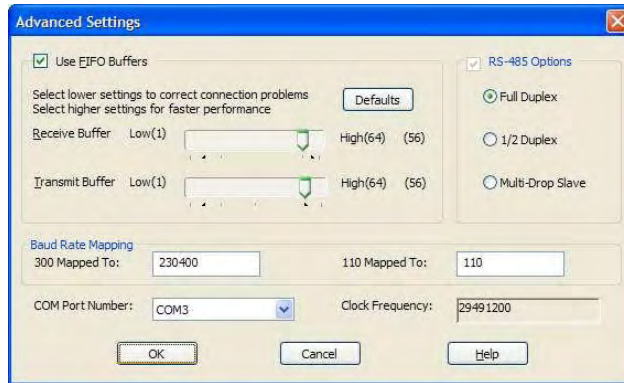 Advanced Settings
Use FIFO Buffers
RS-485 Options
Select lower settings to correct connection problems
Select higher settings for faster performance
Defaults
Full Duplex
Receive Buffer Low(1) High(64) (56)
1/2 Duplex
Transmit Buffer Low(1) High(64) (56)
Multi-Drop Slave
Baud Rate Mapping
300 Mapped To: 230400 110 Mapped To: 110
COM Port Number: COM3 Clock Frequency: 29491200
OK Cancel Help